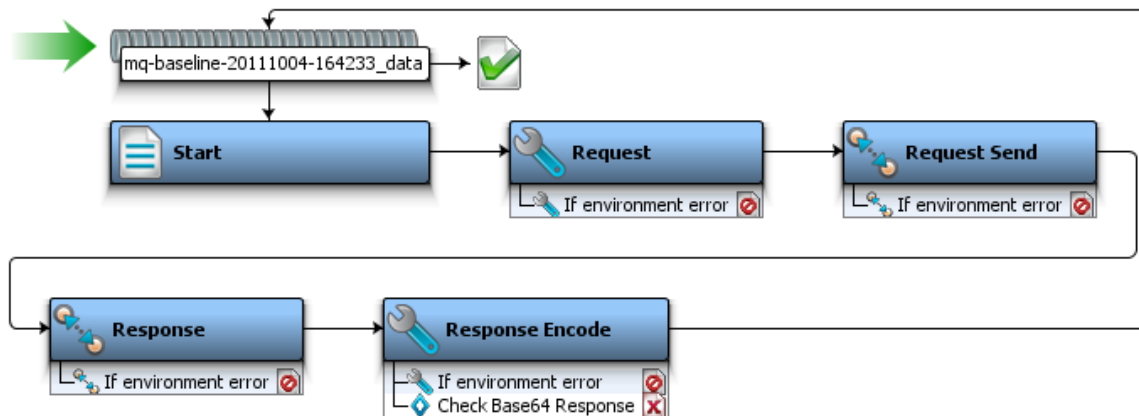 mq-baseline-20111004-164233_data
Start
Request
Request Send
If environment error
If environment error
Response
Response Encode
If environment error
If environment error
Check Base64 Response